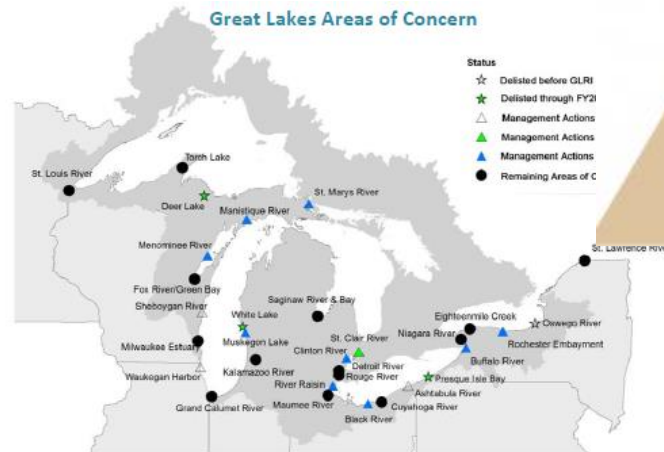 Great Lakes Areas of Concern
Status
Delisted before GLRI
Delisted through
Management Actions
Management Actions
Management Actions
Remaining Areas of
Torch Lake
St. Louis River
St. Marys River
Deer Lake
Manistique River
Menominee River
St. Lawrence River
Fox River/Green Bay
Saginaw River & Bay
Sheboygan River
White Lake
Eighteenmile Creek
Oswego River
St. Clair River
Niagara River
Rochester Embayment
Milwaukee Estuary
Muskegon Lake
Clinton River
Buffalo River
Detroit River
Waukegan Harbor
Kalamazoo River
Rouge River
Presque Isle Bay
River Raisin
Ashtabula River
Grand Calumet River
Maumee River
Cuyahoga River
Black River